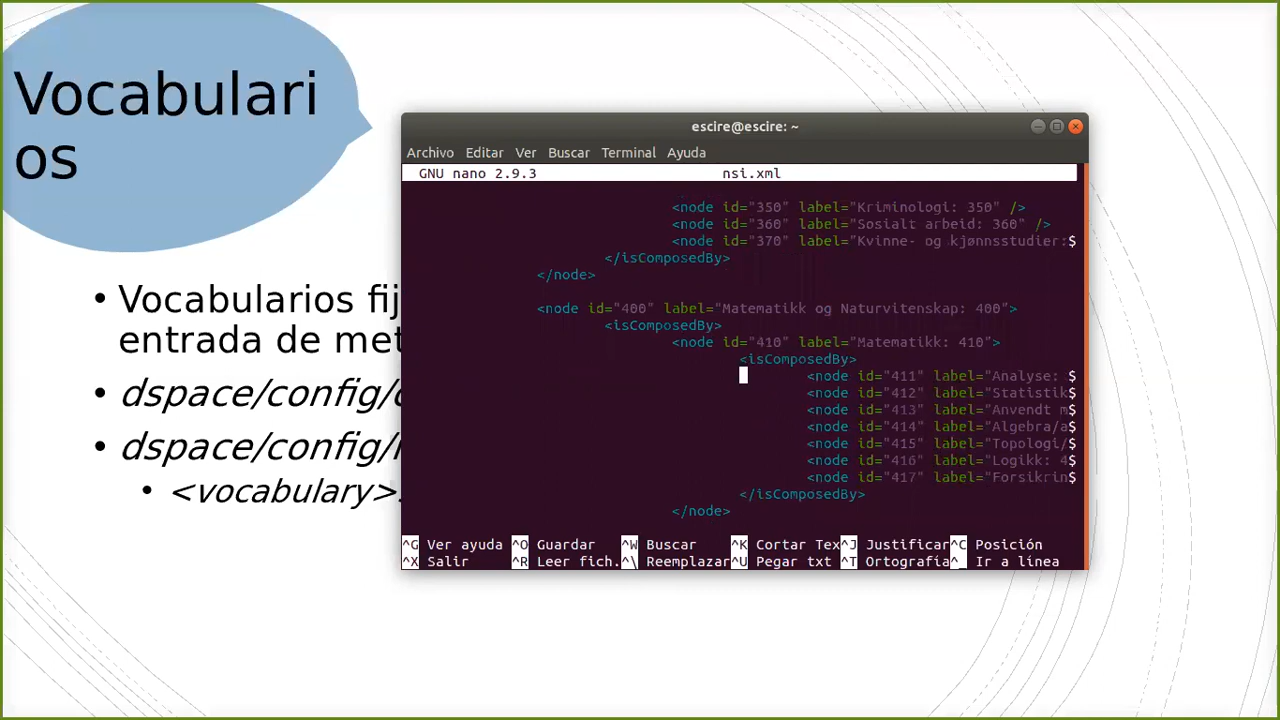 Vocabulari
os
• Vocabularios fij
entrada de met
• dspace/config/
• dspace/config/
• <vocabulary>
escire@escire: ~
Archivo Editar Ver Buscar Terminal Ayuda
GNU nano 2.9.3 nsi.xml
<node id="350" label="Kriminologi: 350" />
<node id="360" label="Sosialt arbeid: 360" />
<node id="370" label="Kvinne- og kjønnsstudier:$
</isComposedBy>
</node>
<node id="400" label="Matematikk og Naturvitenskap: 400">
<isComposedBy>
<node id="410" label="Matematikk: 410">
<isComposedBy>
<node id="411" label="Analyse: $
<node id="412" label="Statistik$
<node id="413" label="Anvendt m$
<node id="414" label="Algebra/a$
<node id="415" label="Topologi/$
<node id="416" label="Logikk: 4$
<node id="417" label="Forsikrin$
</isComposedBy>
</node>
^G Ver ayuda ^O Guardar ^W Buscar ^K Cortar Tex^J Justificar^C Posición
^X Salir ^R Leer fich.^\ Reemplazar^U Pegar txt ^T Ortografía^_ Ir a línea